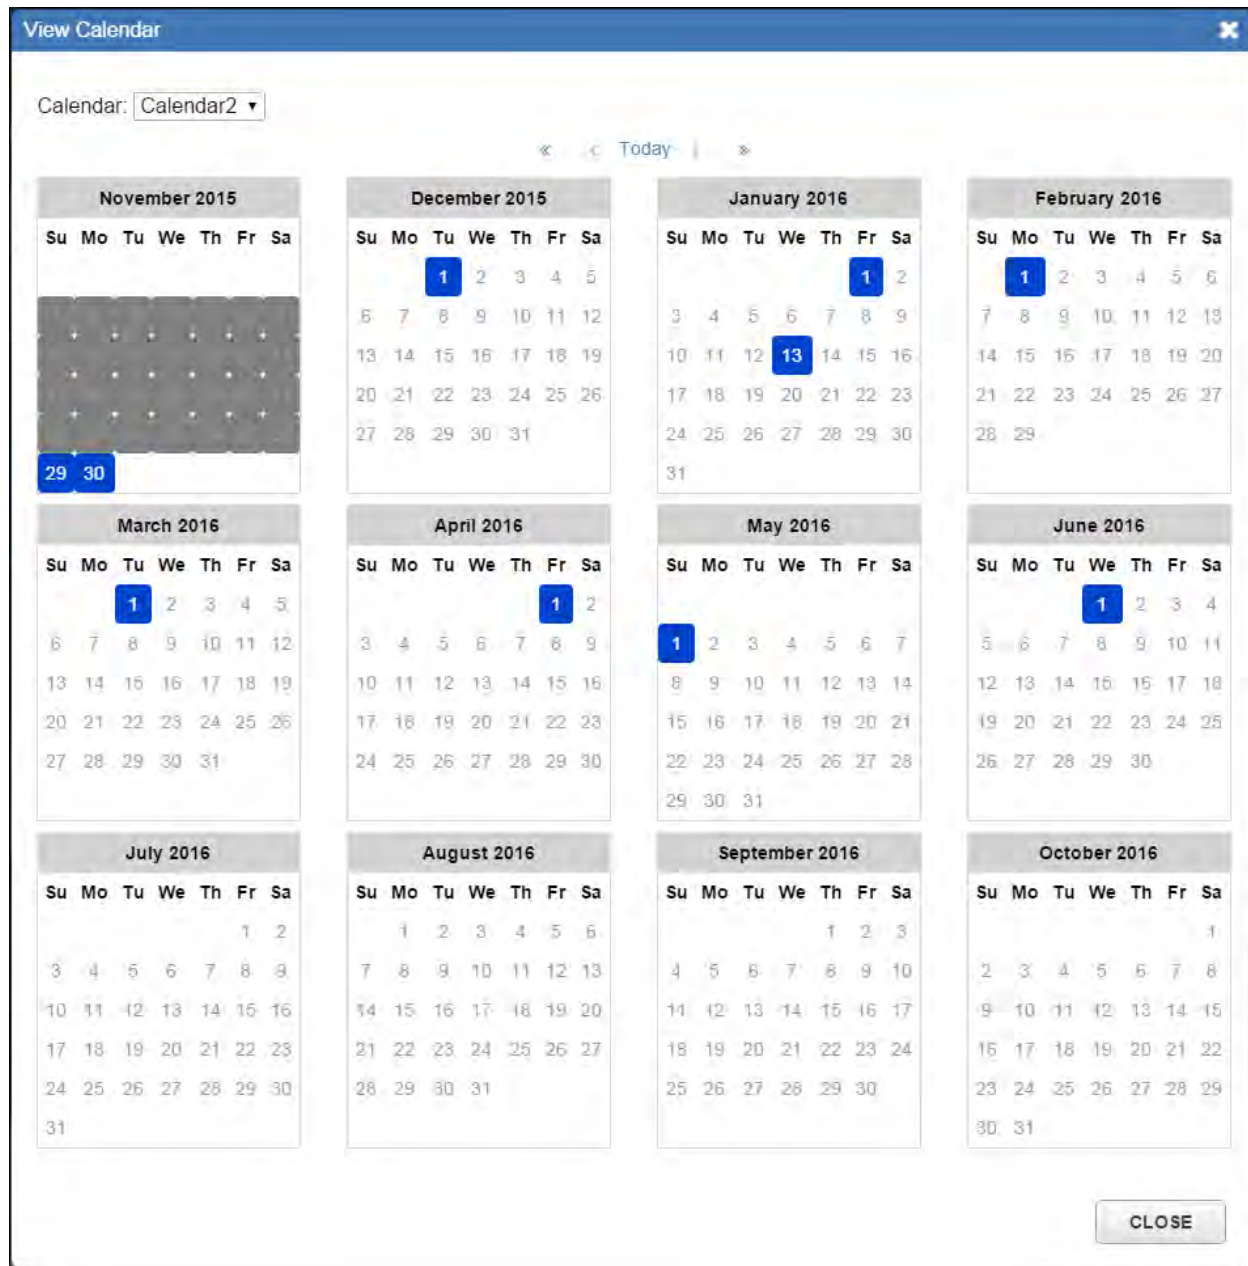 View Calendar
Calendar: Calendar2
« < Today | »
November 2015
Su Mo Tu We Th Fr Sa
29 30
December 2015
Su Mo Tu We Th Fr Sa
1 2 3 4 5
6 7 8 9 10 11 12
13 14 15 16 17 18 19
20 21 22 23 24 25 26
27 28 29 30 31
January 2016
Su Mo Tu We Th Fr Sa
1 2
3 4 5 6 7 8 9
10 11 12 13 14 15 16
17 18 19 20 21 22 23
24 25 26 27 28 29 30
31
February 2016
Su Mo Tu We Th Fr Sa
1 2 3 4 5 6
7 8 9 10 11 12 13
14 15 16 17 18 19 20
21 22 23 24 25 26 27
28 29
March 2016
Su Mo Tu We Th Fr Sa
1 2 3 4 5
6 7 8 9 10 11 12
13 14 15 16 17 18 19
20 21 22 23 24 25 26
27 28 29 30 31
April 2016
Su Mo Tu We Th Fr Sa
1 2
3 4 5 6 7 8 9
10 11 12 13 14 15 16
17 18 19 20 21 22 23
24 25 26 27 28 29 30
May 2016
Su Mo Tu We Th Fr Sa
1 2 3 4 5 6 7
8 9 10 11 12 13 14
15 16 17 18 19 20 21
22 23 24 25 26 27 28
29 30 31
June 2016
Su Mo Tu We Th Fr Sa
1 2 3 4
5 6 7 8 9 10 11
12 13 14 15 16 17 18
19 20 21 22 23 24 25
26 27 28 29 30
July 2016
Su Mo Tu We Th Fr Sa
1 2
3 4 5 6 7 8 9
10 11 12 13 14 15 16
17 18 19 20 21 22 23
24 25 26 27 28 29 30
31
August 2016
Su Mo Tu We Th Fr Sa
1 2 3 4 5 6
7 8 9 10 11 12 13
14 15 16 17 18 19 20
21 22 23 24 25 26 27
28 29 30 31
September 2016
Su Mo Tu We Th Fr Sa
1 2 3
4 5 6 7 8 9 10
11 12 13 14 15 16 17
18 19 20 21 22 23 24
25 26 27 28 29 30
October 2016
Su Mo Tu We Th Fr Sa
1
2 3 4 5 6 7 8
9 10 11 12 13 14 15
16 17 18 19 20 21 22
23 24 25 26 27 28 29
30 31
CLOSE